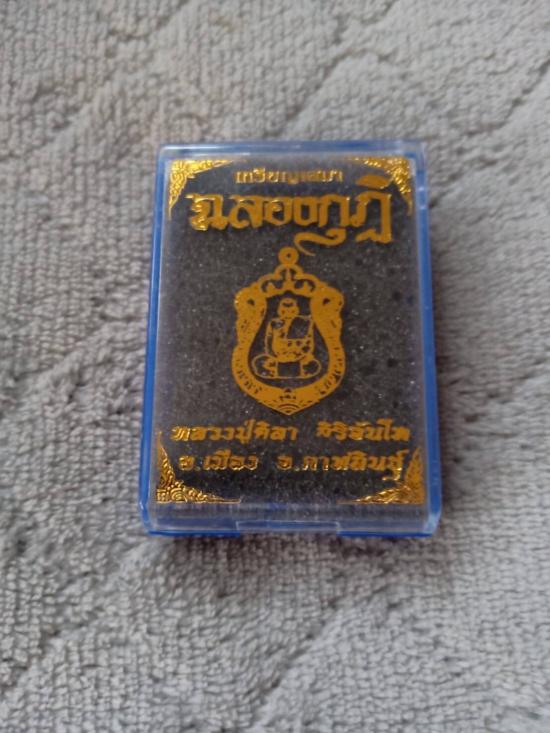 เหรียญเสมา
ฉลองกุฏิ
หลวงปู่ศิลา สิริจันโท
อ.เมือง จ.กาฬสินธุ์